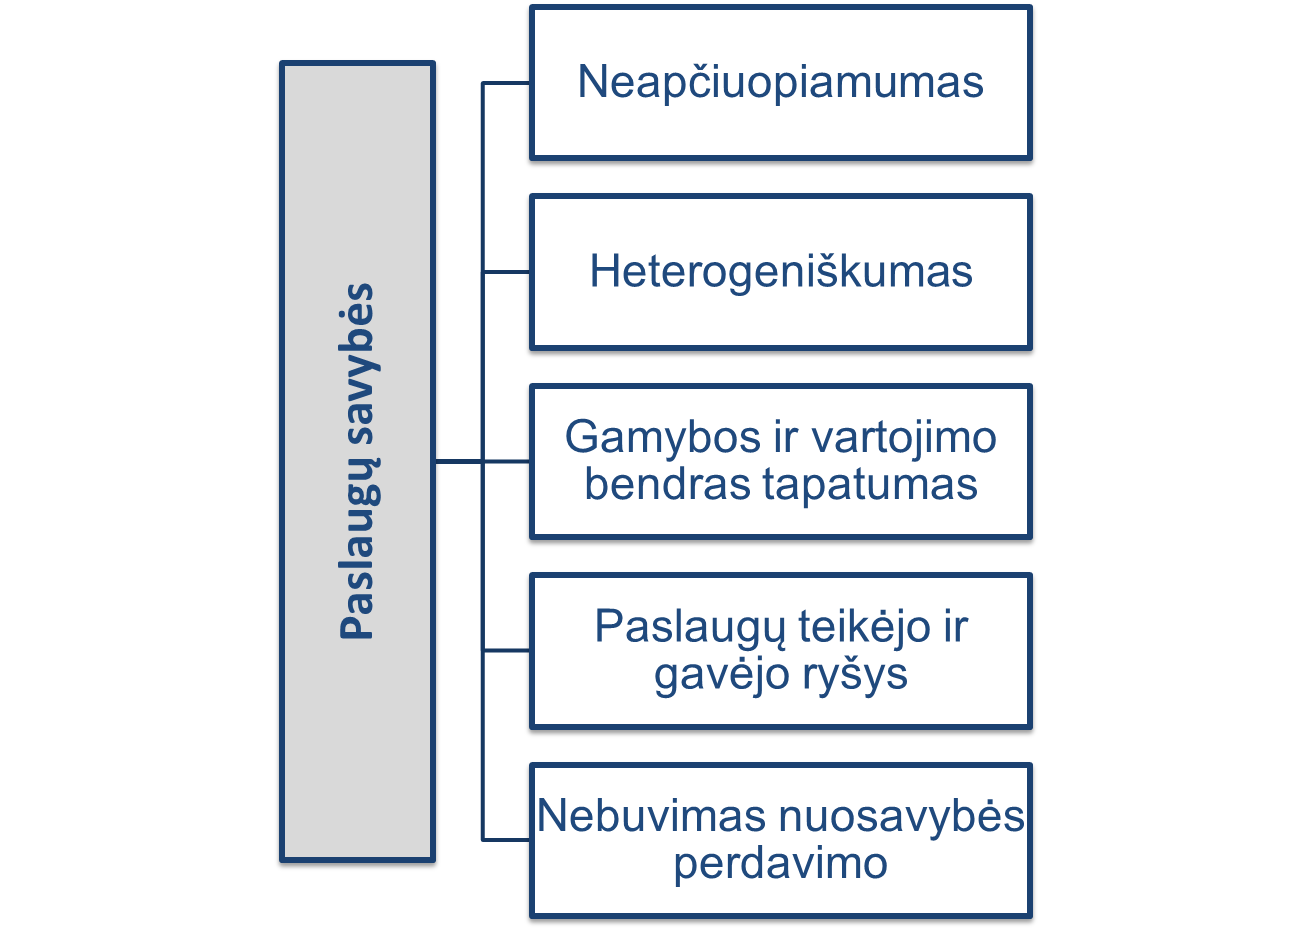 Paslaugų savybės
Neapčiuopiamumas
Heterogeniškumas
Gamybos ir vartojimo
bendras tapatumas
Paslaugų teikėjo ir
gavėjo ryšys
Nebuvimas nuosavybės
perdavimo